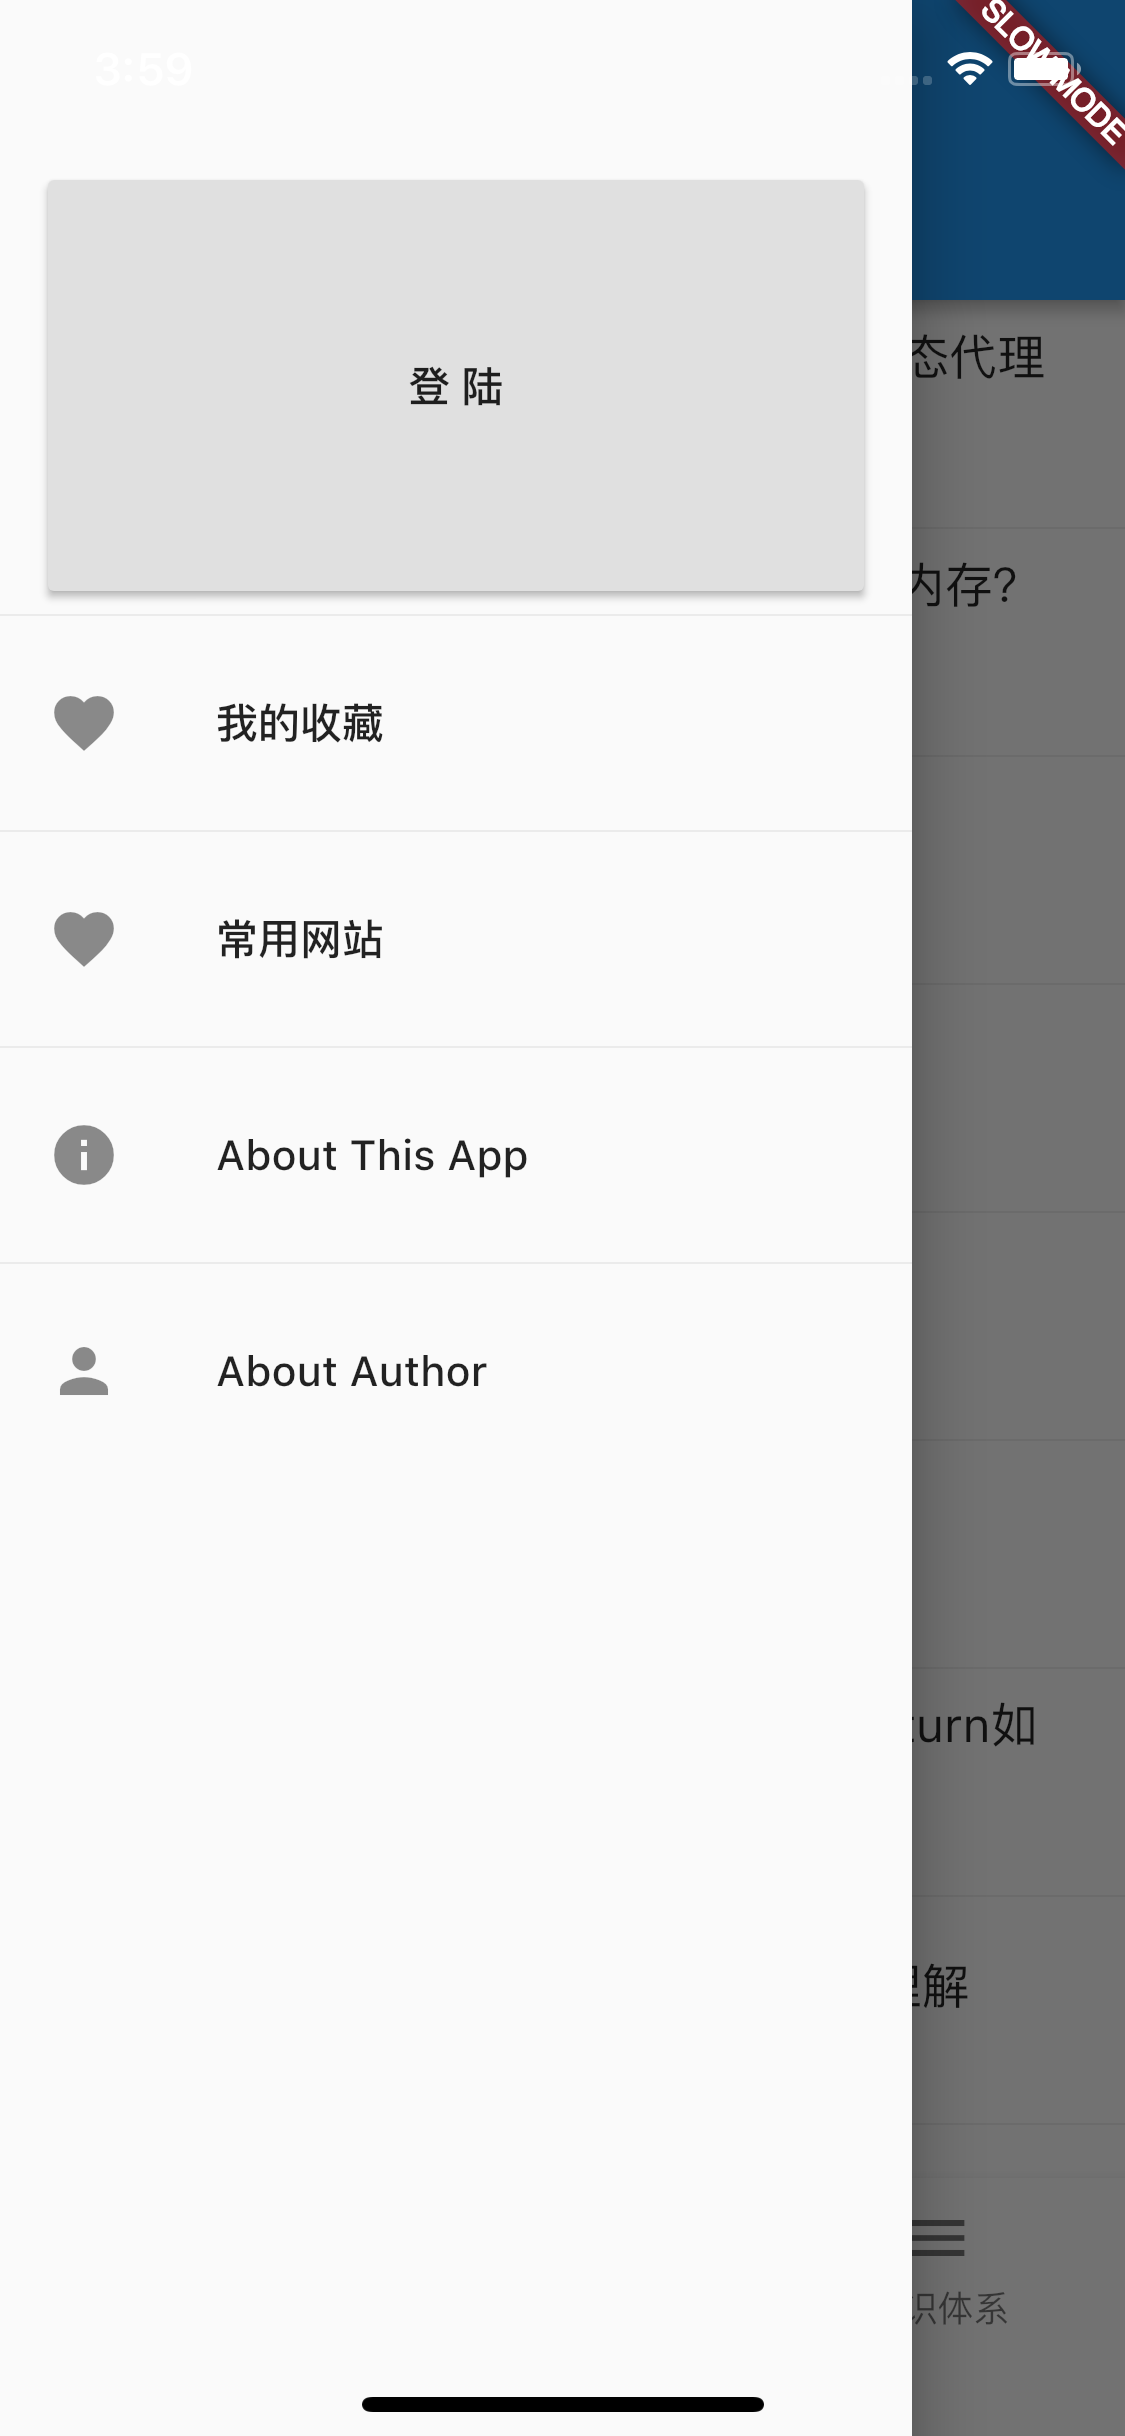 3:59
SLOW MODE
登 陆
态代理
内存?
我的收藏
常用网站
About This App
About Author
turn如
理解
识体系